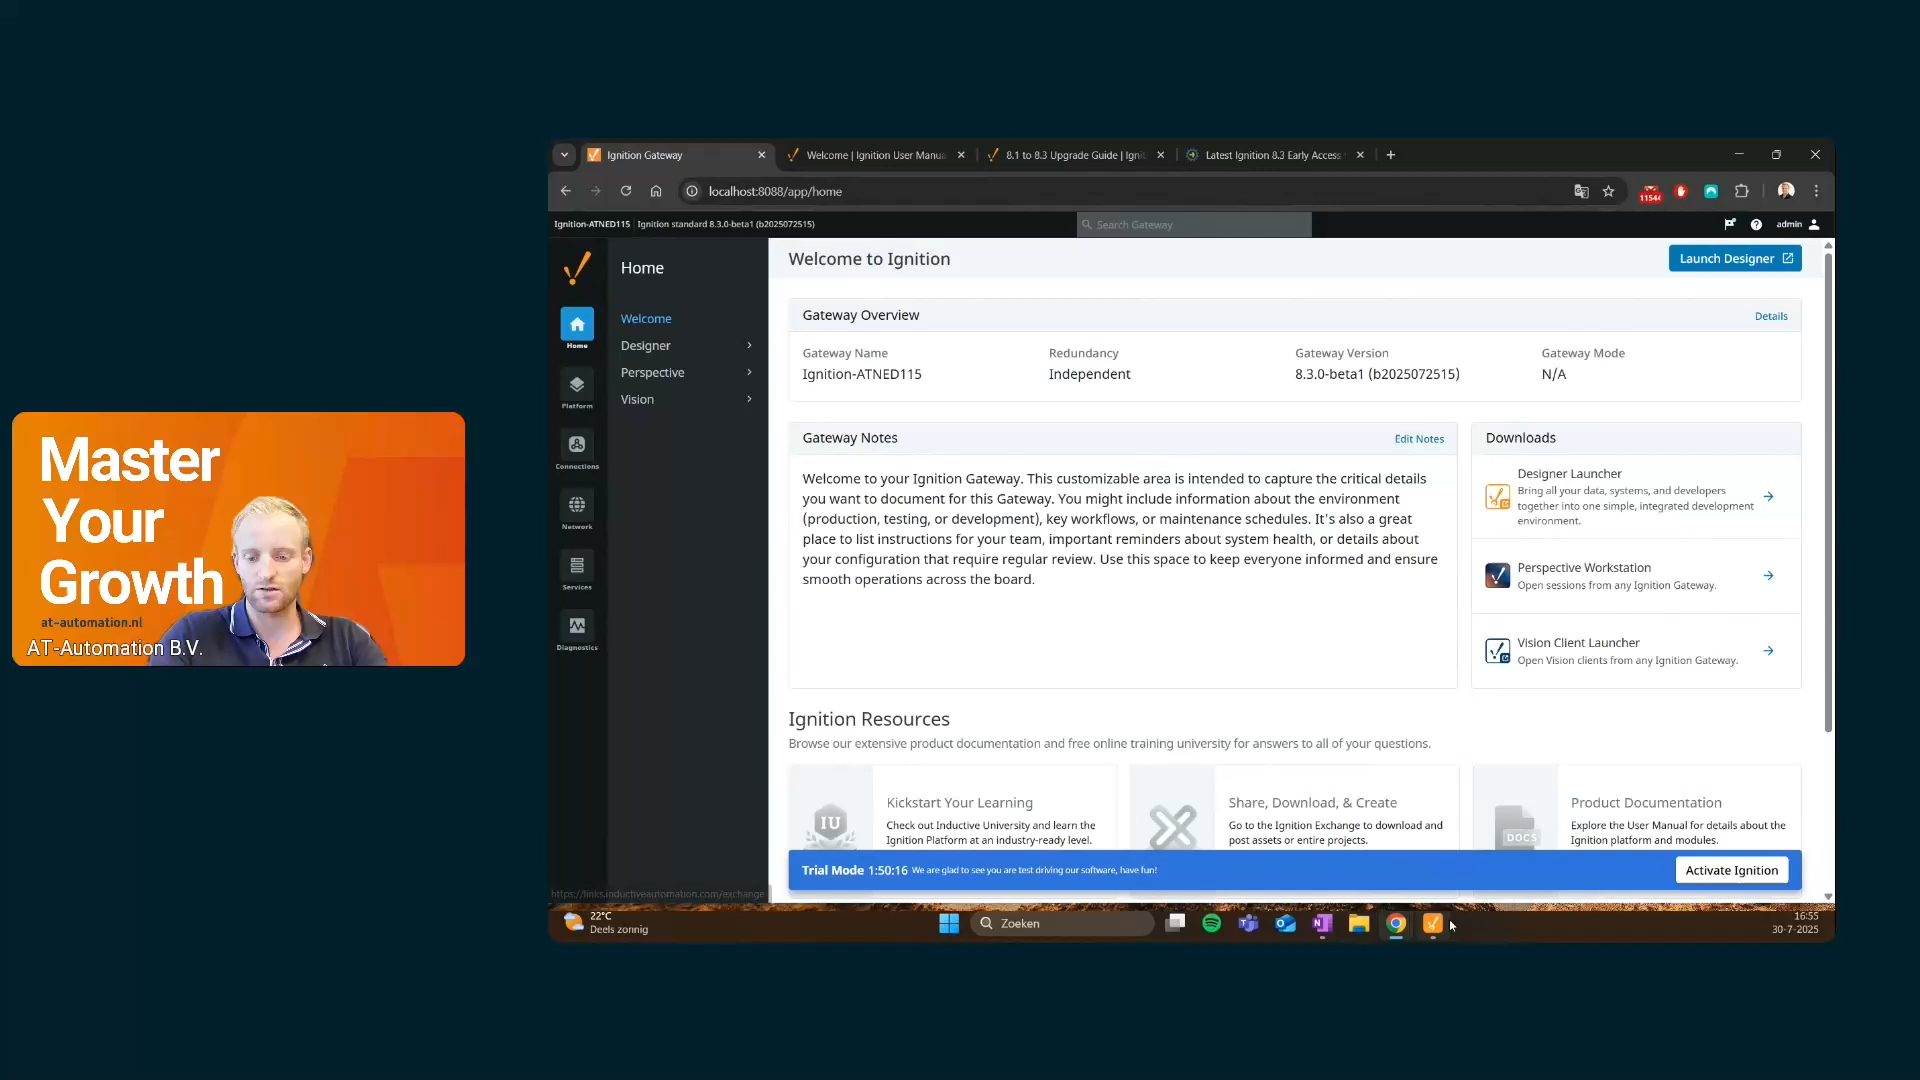 Master
Your
Growth
at-automation.nl
AT-Automation B.V.
Ignition Gateway
Welcome | Ignition User Manua
8.1 to 8.3 Upgrade Guide | Igni
Latest Ignition 8.3 Early Access
localhost:8088/app/home
11544
Ignition-ATNED115
Ignition standard 8.3.0-beta1 (b2025072515)
Search Gateway
admin
Home
Platform
Connections
Network
Services
Diagnostics
Home
Welcome
Designer
Perspective
Vision
Welcome to Ignition
Launch Designer
Gateway Overview
Details
Gateway Name
Redundancy
Gateway Version
Gateway Mode
Ignition-ATNED115
Independent
8.3.0-beta1 (b2025072515)
N/A
Gateway Notes
Edit Notes
Welcome to your Ignition Gateway. This customizable area is intended to capture the critical details
you want to document for this Gateway. You might include information about the environment
(production, testing, or development), key workflows, or maintenance schedules. It's also a great
place to list instructions for your team, important reminders about system health, or details about
your configuration that require regular review. Use this space to keep everyone informed and ensure
smooth operations across the board.
Downloads
Designer Launcher
Bring all your data, systems, and developers
together into one simple, integrated development
environment.
Perspective Workstation
Open sessions from any Ignition Gateway.
Vision Client Launcher
Open Vision clients from any Ignition Gateway.
Ignition Resources
Browse our extensive product documentation and free online training university for answers to all of your questions.
IU
Kickstart Your Learning
Check out Inductive University and learn the
Ignition Platform at an industry-ready level.
Share, Download, & Create
Go to the Ignition Exchange to download and
post assets or entire projects.
DOCS
Product Documentation
Explore the User Manual for details about the
Ignition platform and modules.
Trial Mode 1:50:16 We are glad to see you are test driving our software, have fun!
Activate Ignition
https://links.inductiveautomation.com/exchange
22°C
Deels zonnig
Zoeken
16:55
30-7-2025